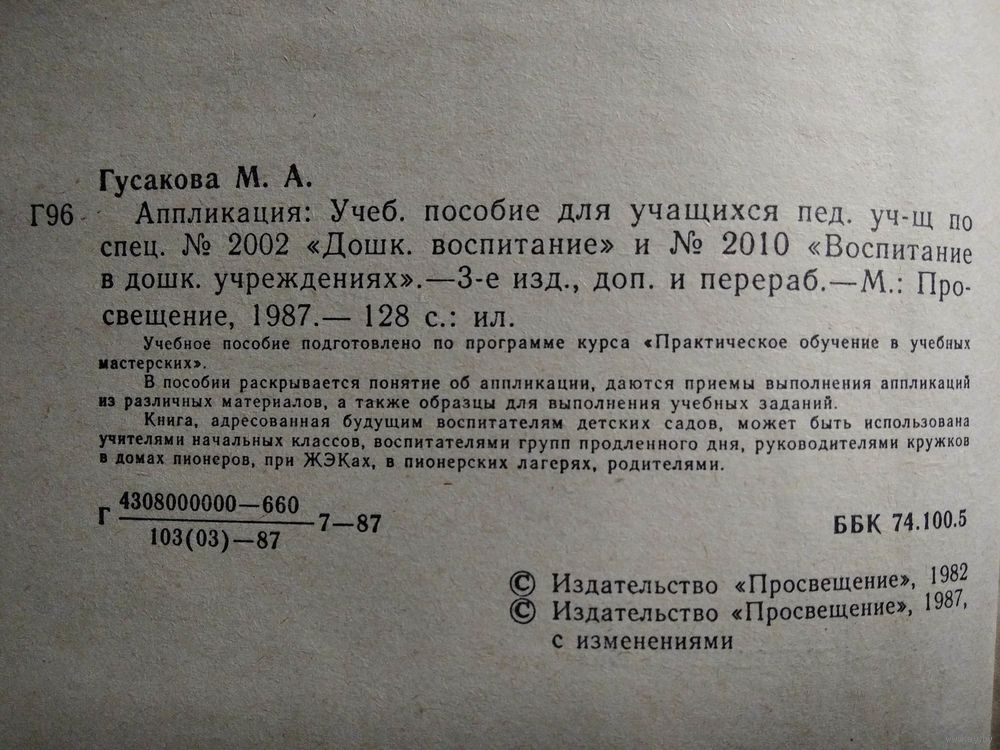 Гусакова М. А.
Г96 Аппликация: Учеб. пособие для учащихся пед. уч-щ по
спец. № 2002 «Дошк. воспитание» и № 2010 «Воспитание
в дошк. учреждениях».—3-е изд., доп. и перераб.—М.: Про-
свещение, 1987.— 128 с.: ил.
Учебное пособие подготовлено по программе курса «Практическое обучение в учебных
мастерских».
В пособии раскрывается понятие об аппликации, даются приемы выполнения аппликаций
из различных материалов, а также образцы для выполнения учебных заданий.
Книга, адресованная будущим воспитателям детских садов, может быть использована
учителями начальных классов, воспитателями групп продленного дня, руководителями кружков
в домах пионеров, при ЖЭКах, в пионерских лагерях, родителями.
Г 4308000000—660
103(03)—87
7—87
ББК 74.100.5
© Издательство «Просвещение», 1982
© Издательство «Просвещение», 1987,
с изменениями